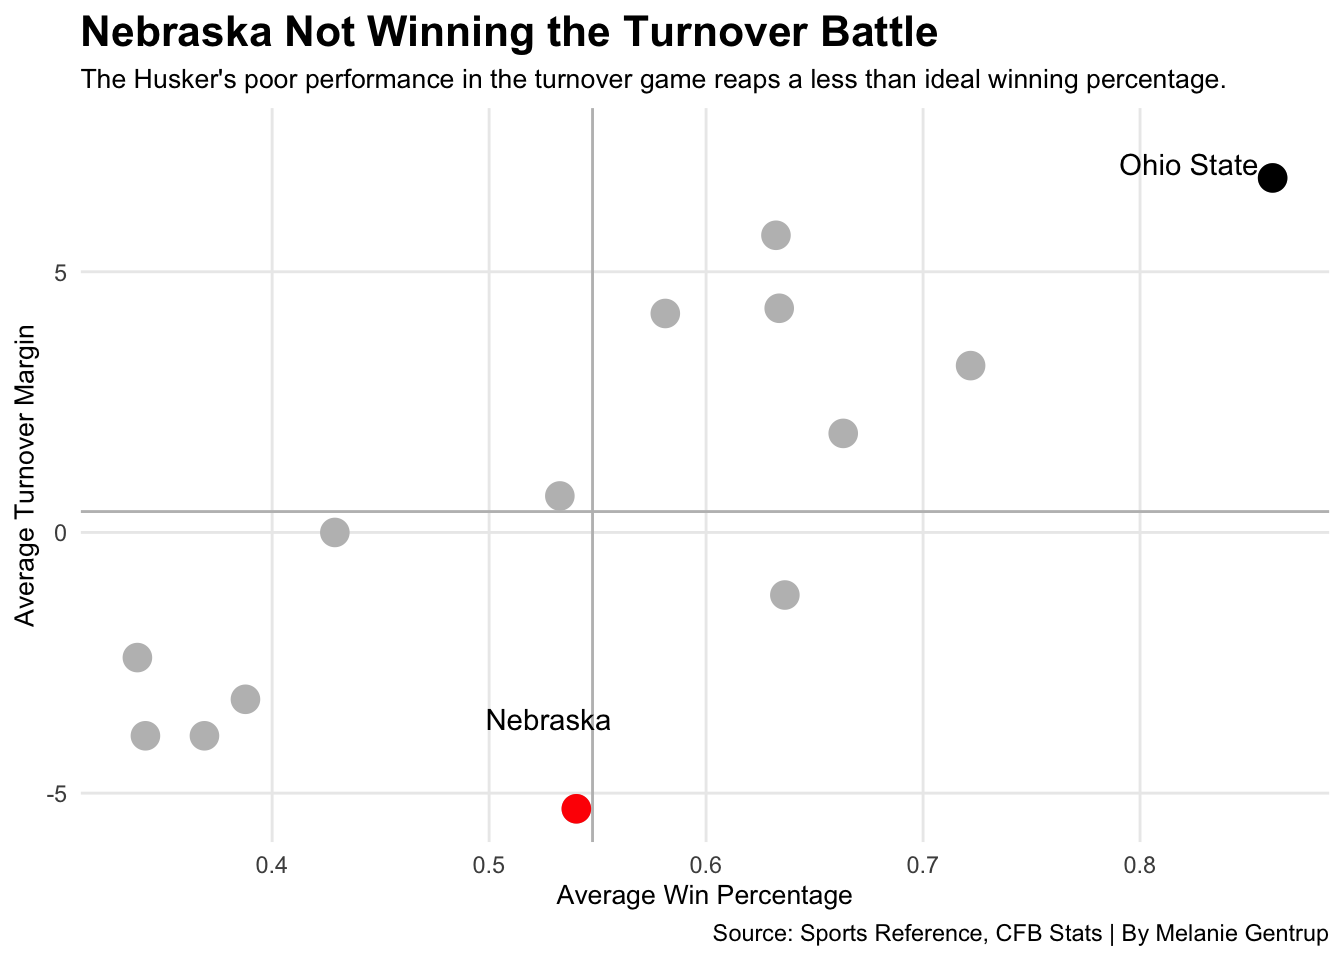 Nebraska Not Winning the Turnover Battle
The Husker's poor performance in the turnover game reaps a less than ideal winning percentage.
Ohio State
5
Average Turnover Margin
0
Nebraska
-5
0.4 0.5 0.6 0.7 0.8
Average Win Percentage
Source: Sports Reference, CFB Stats | By Melanie Gentrup